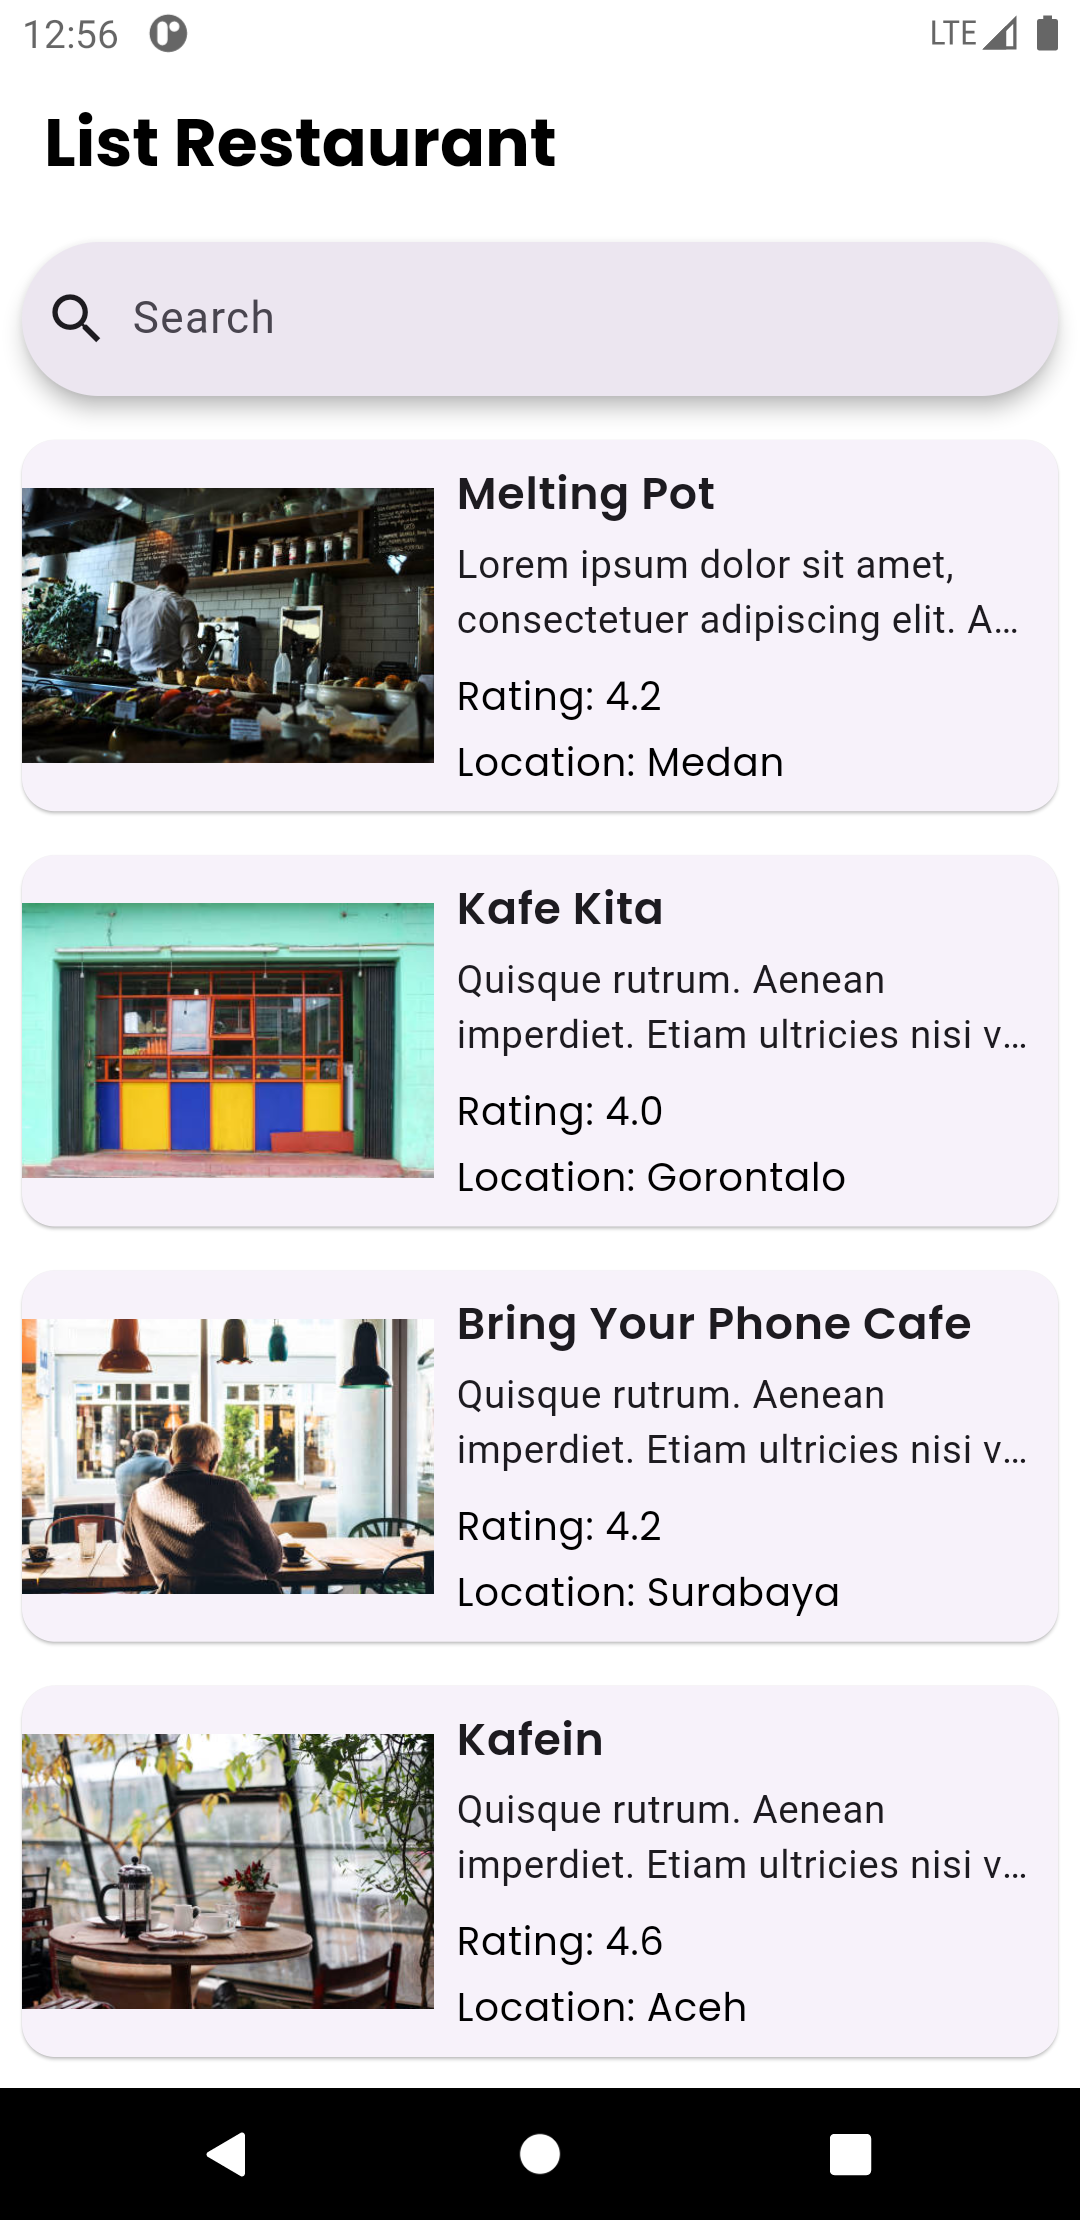 12:56
LTE
List Restaurant
Search
Melting Pot
Lorem ipsum dolor sit amet,
consectetuer adipiscing elit. A...
Rating: 4.2
Location: Medan
Kafe Kita
Quisque rutrum. Aenean
imperdiet. Etiam ultricies nisi v...
Rating: 4.0
Location: Gorontalo
Bring Your Phone Cafe
Quisque rutrum. Aenean
imperdiet. Etiam ultricies nisi v...
Rating: 4.2
Location: Surabaya
Kafein
Quisque rutrum. Aenean
imperdiet. Etiam ultricies nisi v...
Rating: 4.6
Location: Aceh